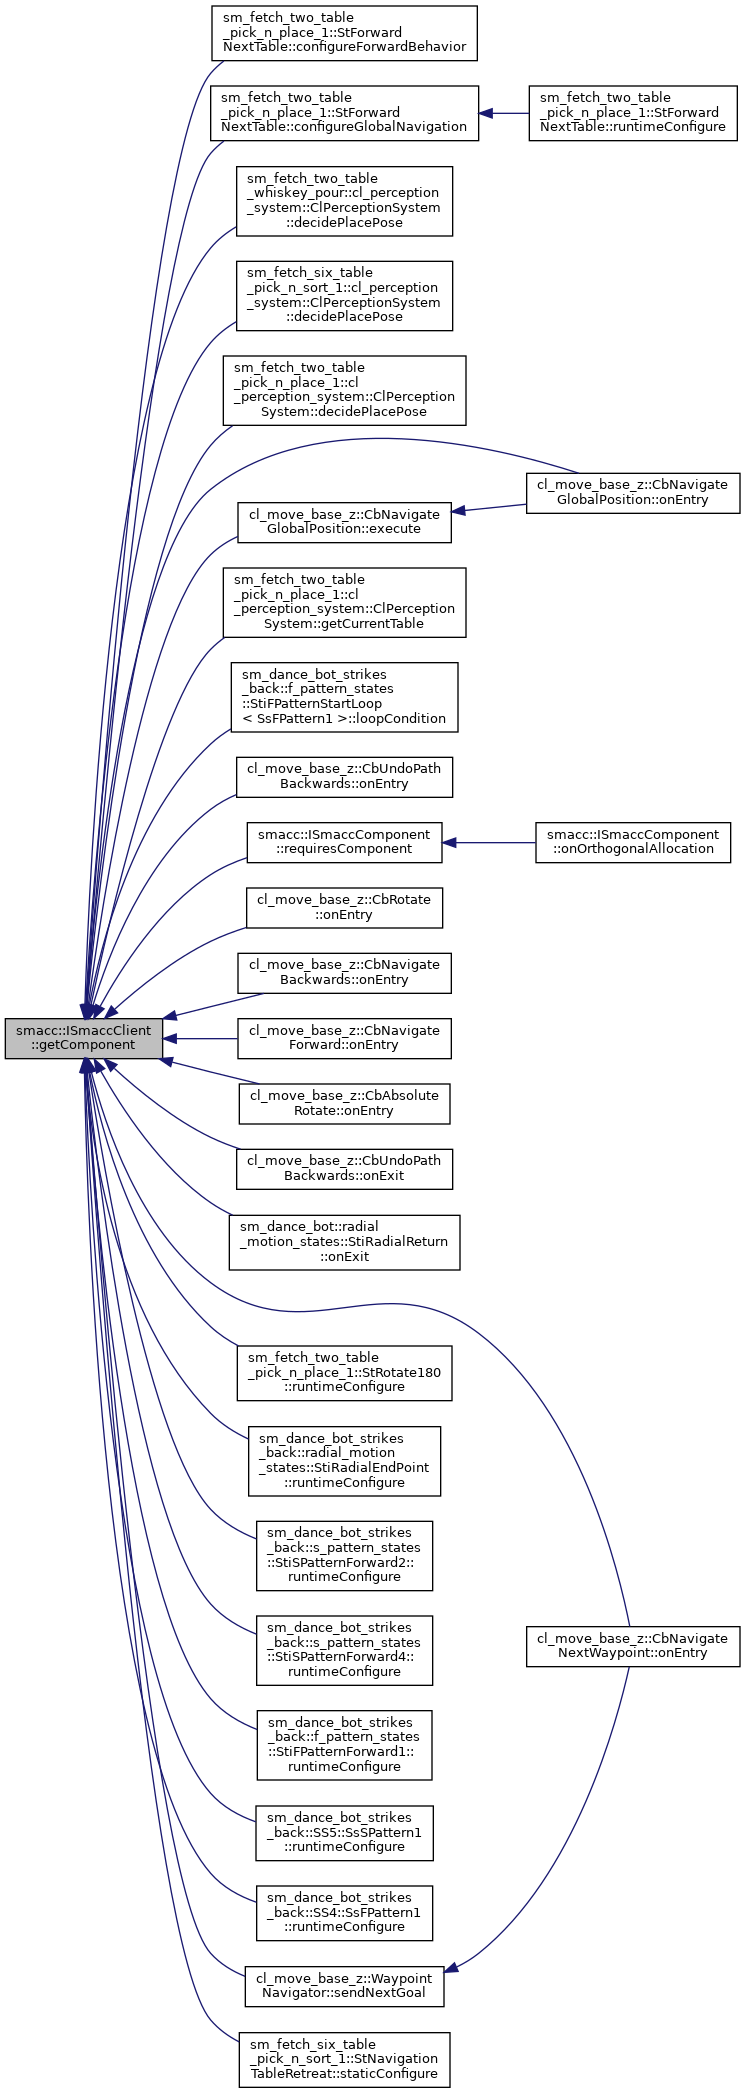 sm_fetch_two_table
_pick_n_place_1::StForward
NextTable::configureForwardBehavior
sm_fetch_two_table
_pick_n_place_1::StForward
NextTable::configureGlobalNavigation
sm_fetch_two_table
_pick_n_place_1::StForward
NextTable::runtimeConfigure
sm_fetch_two_table
_whiskey_pour::cl_perception
_system::ClPerceptionSystem
::decidePlacePose
sm_fetch_six_table
_pick_n_sort_1::cl_perception
_system::ClPerceptionSystem
::decidePlacePose
sm_fetch_two_table
_pick_n_place_1::cl
_perception_system::ClPerception
System::decidePlacePose
cl_move_base_z::CbNavigate
GlobalPosition::onEntry
cl_move_base_z::CbNavigate
GlobalPosition::execute
sm_fetch_two_table
_pick_n_place_1::cl
_perception_system::ClPerception
System::getCurrentTable
sm_dance_bot_strikes
_back::f_pattern_states
::StiFPatternStartLoop
< SsFPattern1 >::loopCondition
cl_move_base_z::CbUndoPath
Backwards::onEntry
smacc::ISmaccComponent
::requiresComponent
smacc::ISmaccComponent
::onOrthogonalAllocation
cl_move_base_z::CbRotate
::onEntry
cl_move_base_z::CbNavigate
Backwards::onEntry
smacc::ISmaccClient
::getComponent
cl_move_base_z::CbNavigate
Forward::onEntry
cl_move_base_z::CbAbsolute
Rotate::onEntry
cl_move_base_z::CbUndoPath
Backwards::onExit
sm_dance_bot::radial
_motion_states::StiRadialReturn
::onExit
sm_fetch_two_table
_pick_n_place_1::StRotate180
::runtimeConfigure
sm_dance_bot_strikes
_back::radial_motion
_states::StiRadialEndPoint
::runtimeConfigure
sm_dance_bot_strikes
_back::s_pattern_states
::StiSPatternForward2::
runtimeConfigure
sm_dance_bot_strikes
_back::s_pattern_states
::StiSPatternForward4::
runtimeConfigure
cl_move_base_z::CbNavigate
NextWaypoint::onEntry
sm_dance_bot_strikes
_back::f_pattern_states
::StiFPatternForward1::
runtimeConfigure
sm_dance_bot_strikes
_back::SS5::SsSPattern1
::runtimeConfigure
sm_dance_bot_strikes
_back::SS4::SsFPattern1
::runtimeConfigure
cl_move_base_z::Waypoint
Navigator::sendNextGoal
sm_fetch_six_table
_pick_n_sort_1::StNavigation
TableRetreat::staticConfigure